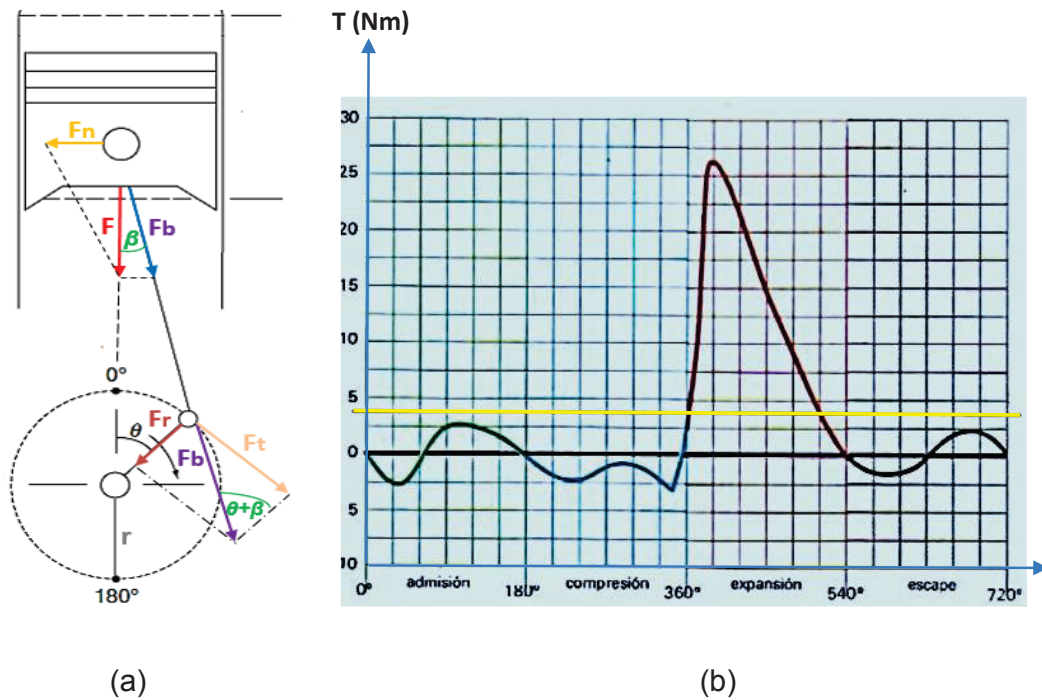 Fn
F
β
Fb
0°
Fr
θ
Fb
Ft
θ+β
r
180°
(a)
T (Nm)
30
25
20
15
10
5
0
5
10
admisión compresión expansión escape
0° 180° 360° 540° 720°
(b)